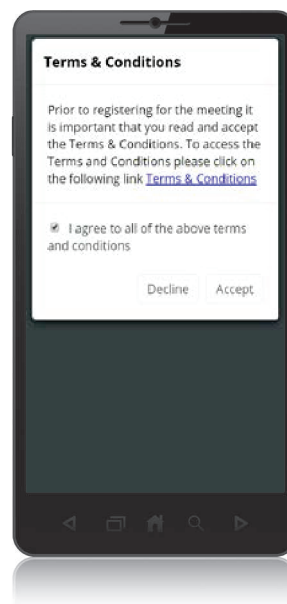 Terms & Conditions
Prior to registering for the meeting it
is important that you read and accept
the Terms & Conditions. To access the
Terms and Conditions please click on
the following link Terms & Conditions
I agree to all of the above terms
and conditions
Decline Accept